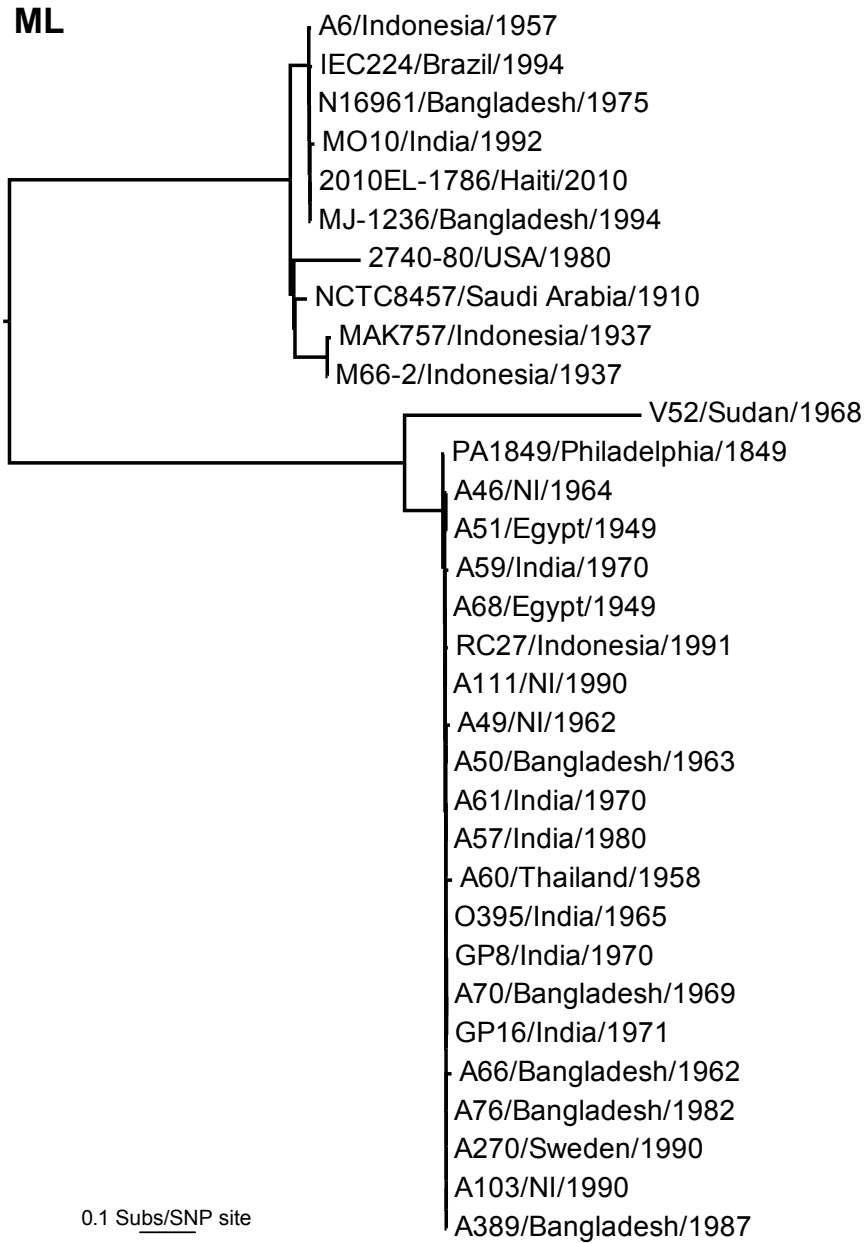 ML
A6/Indonesia/1957
IEC224/Brazil/1994
N16961/Bangladesh/1975
MO10/India/1992
2010EL-1786/Haiti/2010
MJ-1236/Bangladesh/1994
2740-80/USA/1980
NCTC8457/Saudi Arabia/1910
MAK757/Indonesia/1937
M66-2/Indonesia/1937
V52/Sudan/1968
PA1849/Philadelphia/1849
A46/NI/1964
A51/Egypt/1949
A59/India/1970
A68/Egypt/1949
RC27/Indonesia/1991
A111/NI/1990
A49/NI/1962
A50/Bangladesh/1963
A61/India/1970
A57/India/1980
A60/Thailand/1958
O395/India/1965
GP8/India/1970
A70/Bangladesh/1969
GP16/India/1971
A66/Bangladesh/1962
A76/Bangladesh/1982
A270/Sweden/1990
A103/NI/1990
A389/Bangladesh/1987
0.1 Subs/SNP site